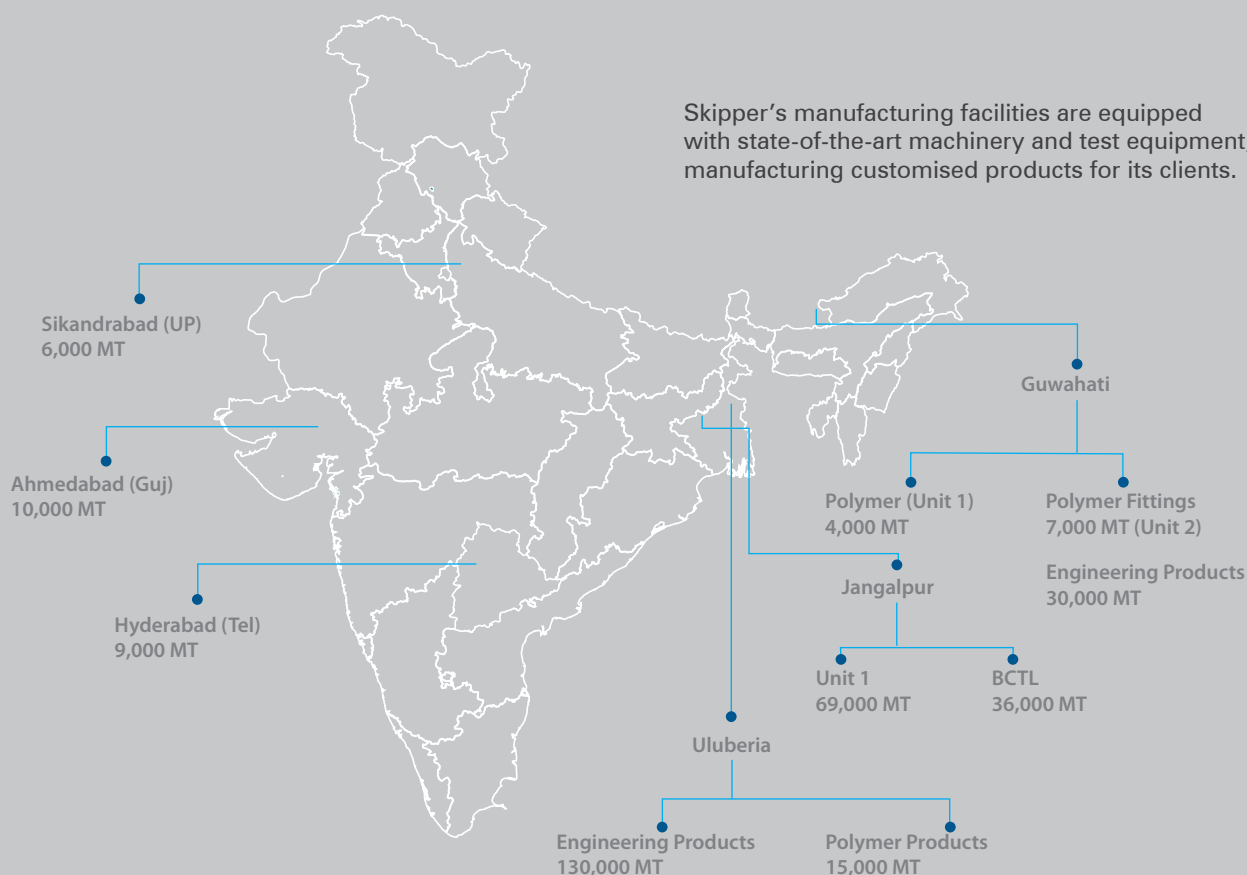 Skipper’s manufacturing facilities are equipped
with state-of-the-art machinery and test equipment,
manufacturing customised products for its clients.
Sikandrabad (UP)
6,000 MT
Ahmedabad (Guj)
10,000 MT
Hyderabad (Tel)
9,000 MT
Guwahati
Polymer (Unit 1)
4,000 MT
Polymer Fittings
7,000 MT (Unit 2)
Engineering Products
30,000 MT
Jangalpur
Unit 1
69,000 MT
BCTL
36,000 MT
Uluberia
Engineering Products
130,000 MT
Polymer Products
15,000 MT